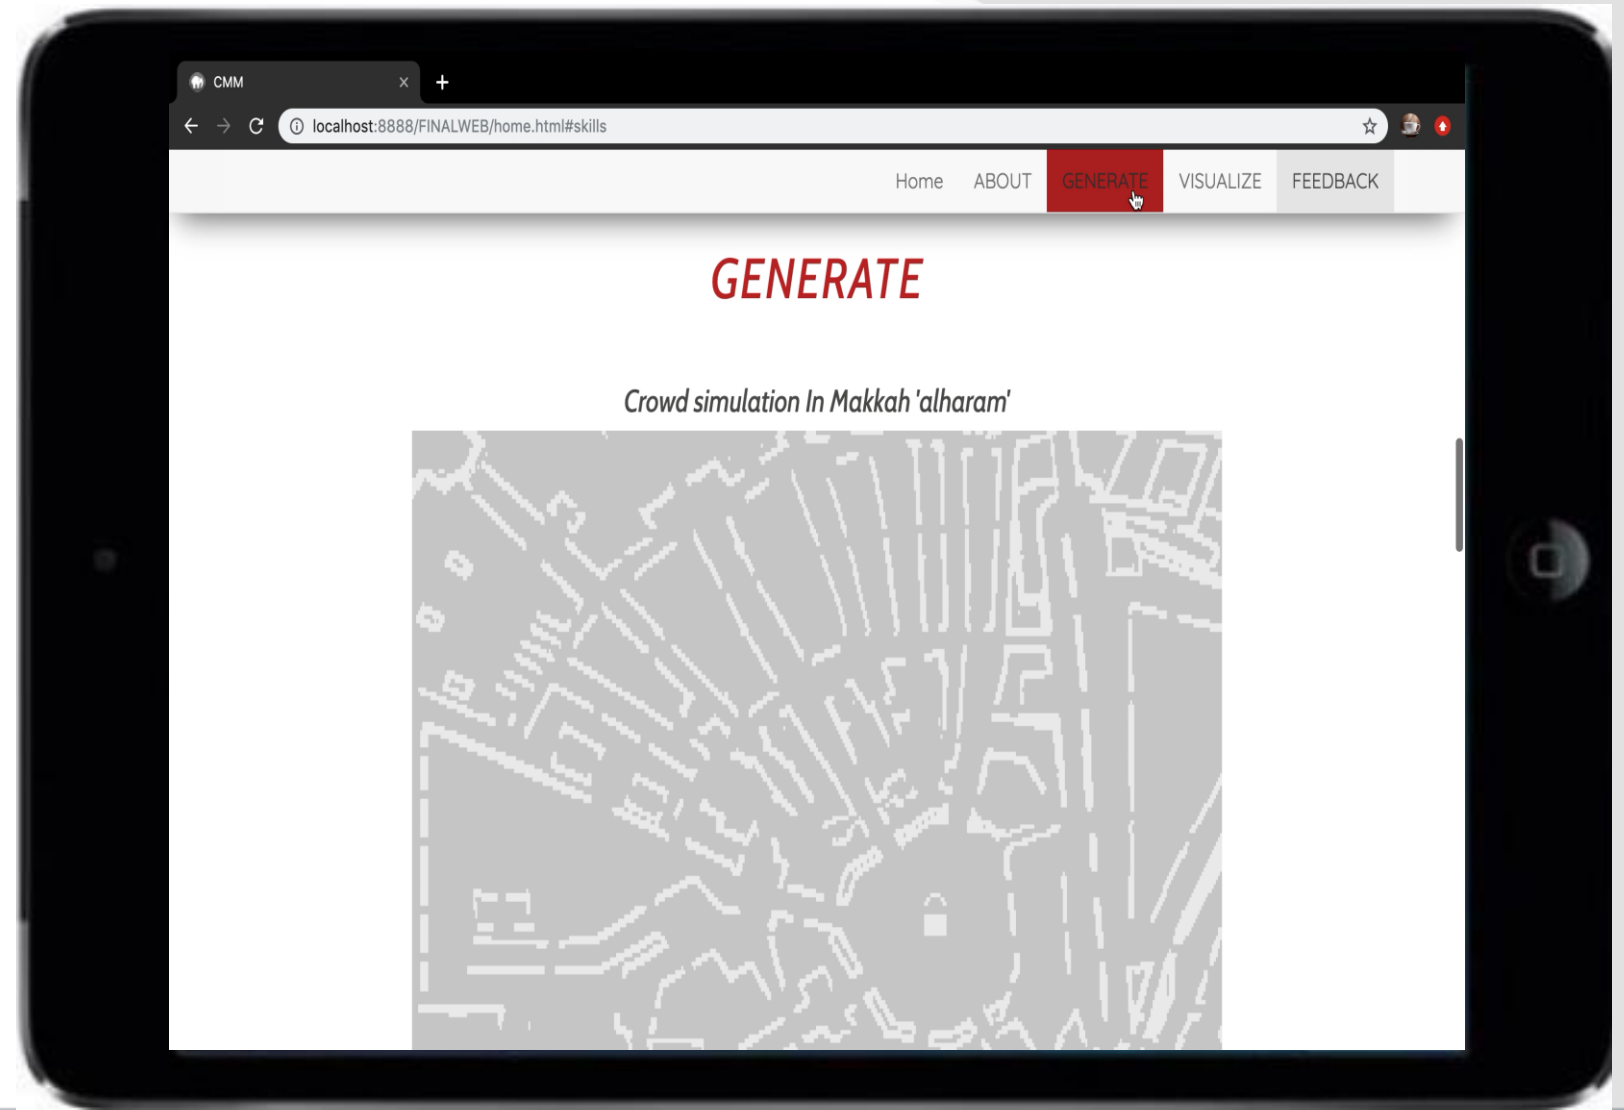 CMM
localhost:8888/FINALWEB/home.html#skills
Home ABOUT GENERATE VISUALIZE FEEDBACK
GENERATE
Crowd simulation In Makkah 'alharam'